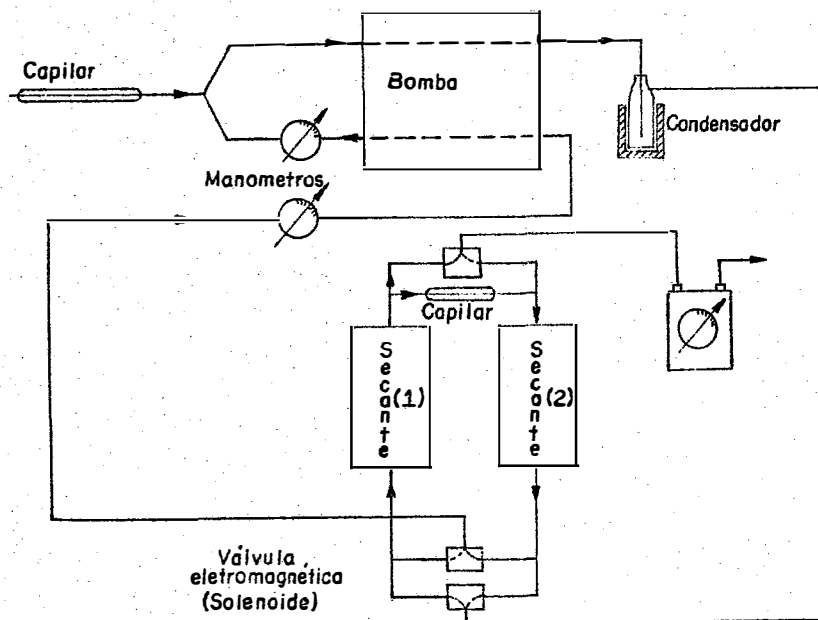 Capilar
Bomba
Condensador
Manometros
Capilar
Secante (1)
Secante (2)
Válvula
eletromagnética
(Solenoide)